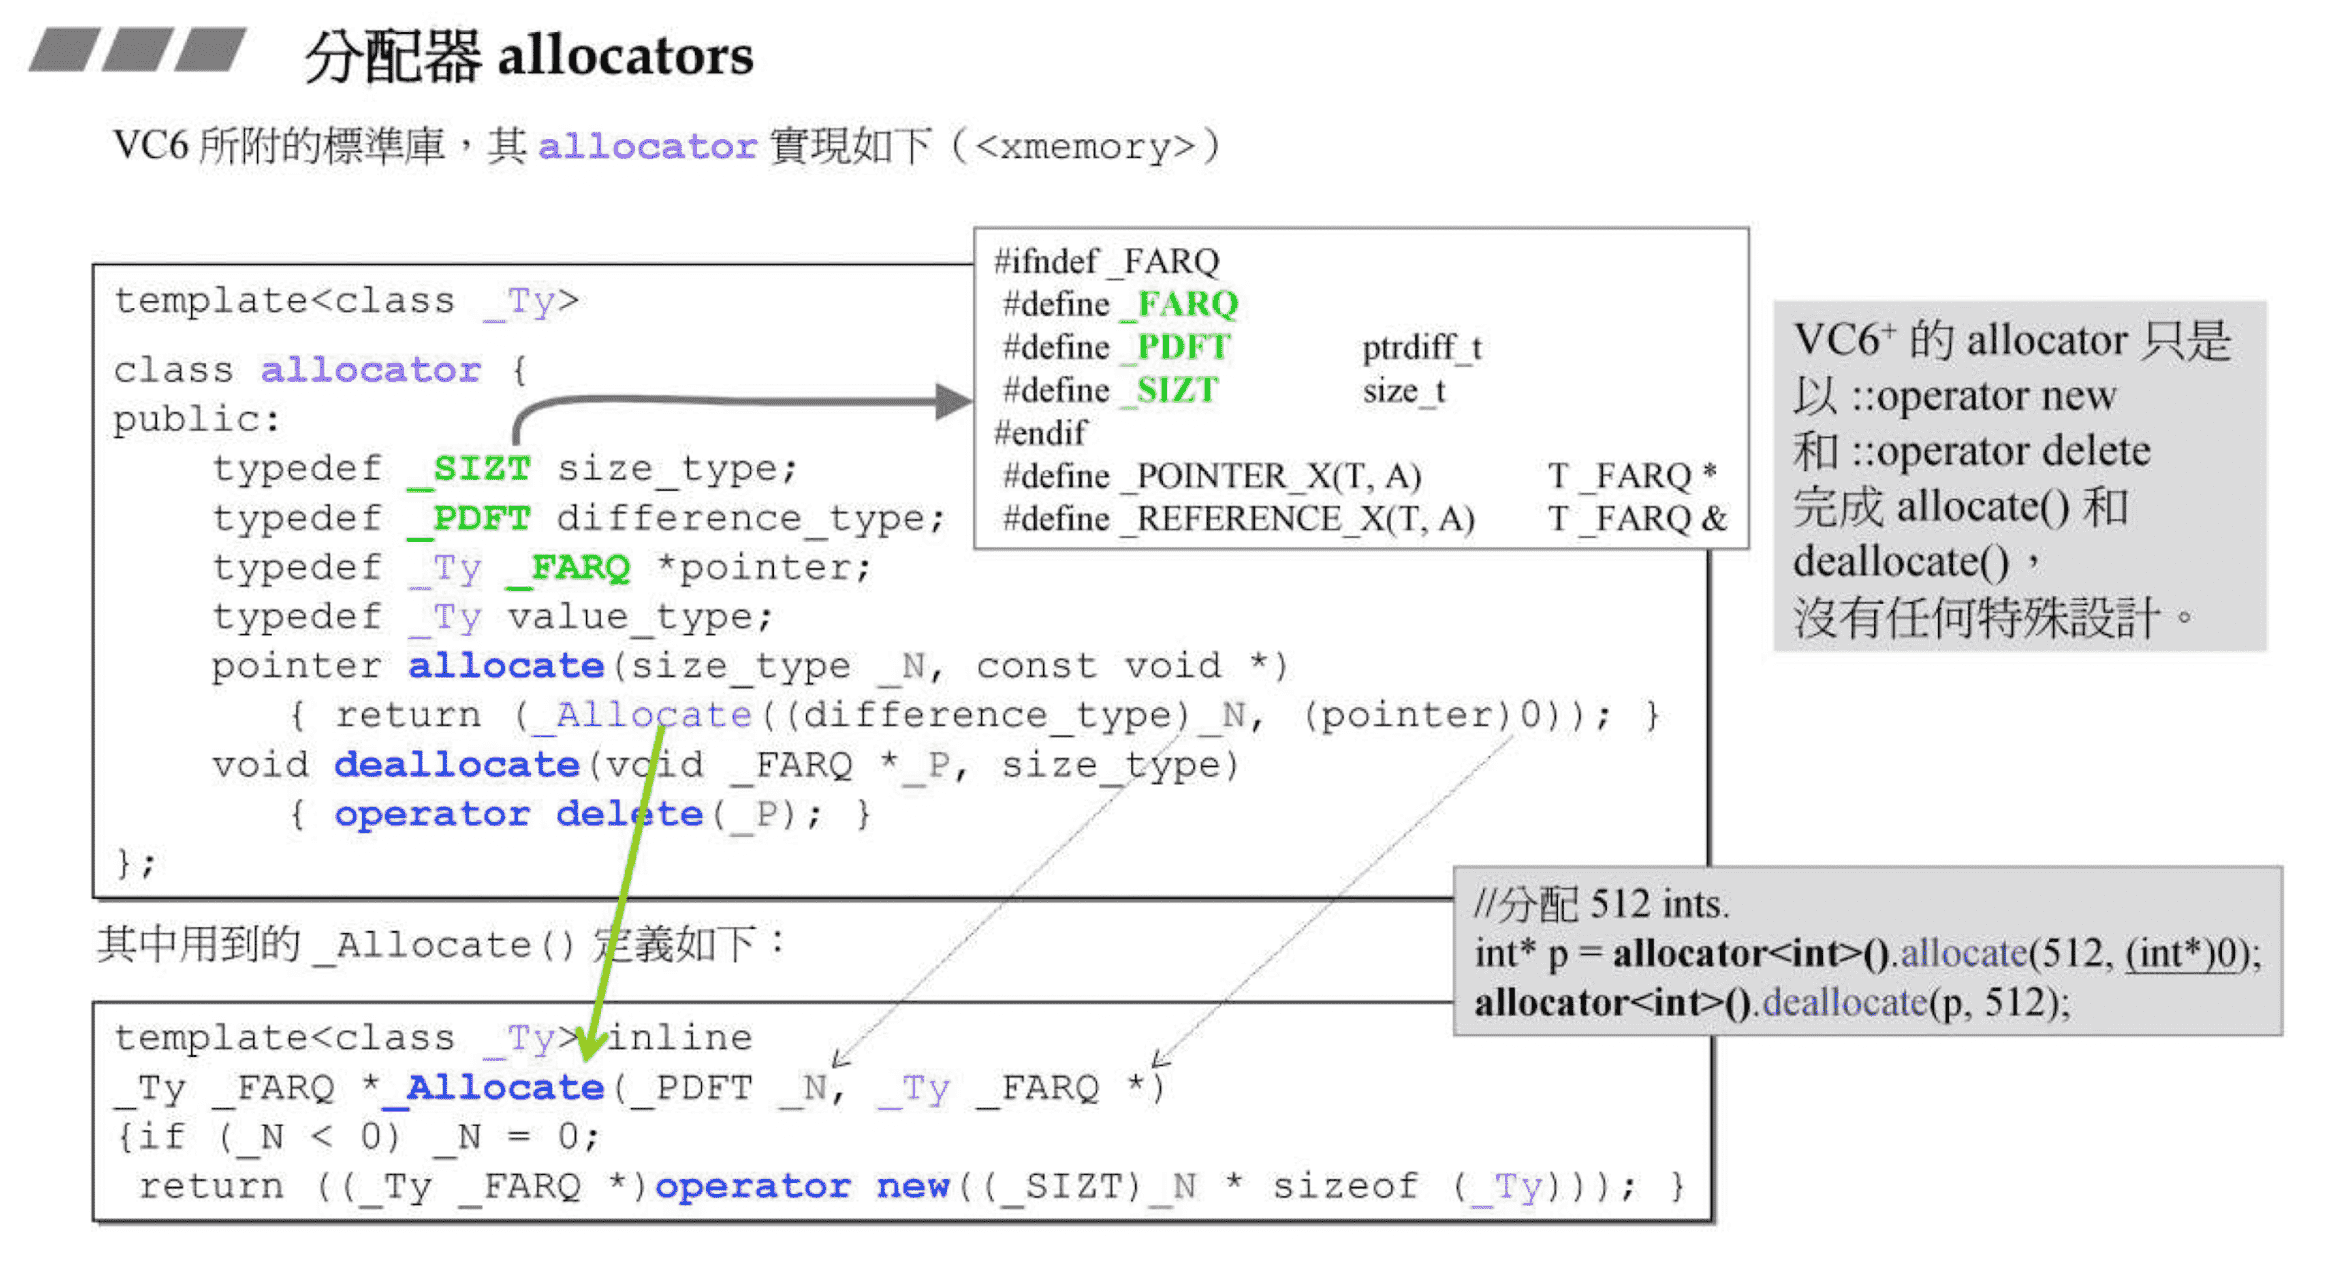 分配器 allocators
VC6 所附的標準庫，其 allocator 實現如下（<xmemory>）
template<class _Ty>
class allocator {
public:
    typedef _SIZT size_type;
    typedef _PDFT difference_type;
    typedef _Ty _FARQ *pointer;
    typedef _Ty value_type;
    pointer allocate(size_type _N, const void *)
       { return (_Allocate((difference_type)_N, (pointer)0)); }
    void deallocate(void _FARQ *_P, size_type)
       { operator delete(_P); }
};
#ifndef _FARQ
 #define _FARQ
 #define _PDFT ptrdiff_t
 #define _SIZT size_t
#endif
 #define _POINTER_X(T, A) T _FARQ *
 #define _REFERENCE_X(T, A) T _FARQ &
VC6+ 的 allocator 只是
以 ::operator new
和 ::operator delete
完成 allocate() 和
deallocate()，
沒有任何特殊設計。
其中用到的 _Allocate() 定義如下：
//分配 512 ints.
int* p = allocator<int>().allocate(512, (int*)0);
allocator<int>().deallocate(p, 512);
template<class _Ty> inline
_Ty _FARQ *_Allocate(_PDFT _N, _Ty _FARQ *)
{if (_N < 0) _N = 0;
 return ((_Ty _FARQ *)operator new((_SIZT)_N * sizeof (_Ty))); }